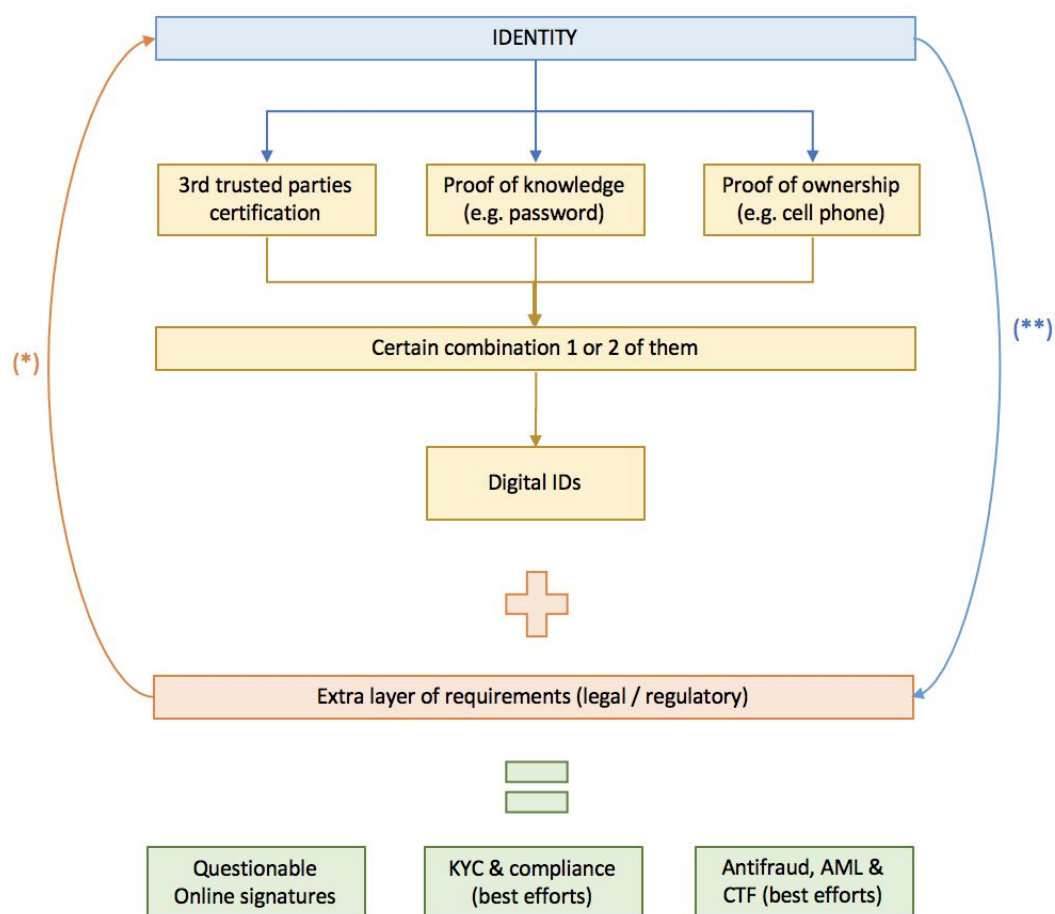 IDENTITY
3rd trusted parties
certification
Proof of knowledge
(e.g. password)
Proof of ownership
(e.g. cell phone)
(*)
(**)
Certain combination 1 or 2 of them
Digital IDs
Extra layer of requirements (legal / regulatory)
Questionable
Online signatures
KYC & compliance
(best efforts)
Antifraud, AML &
CTF (best efforts)